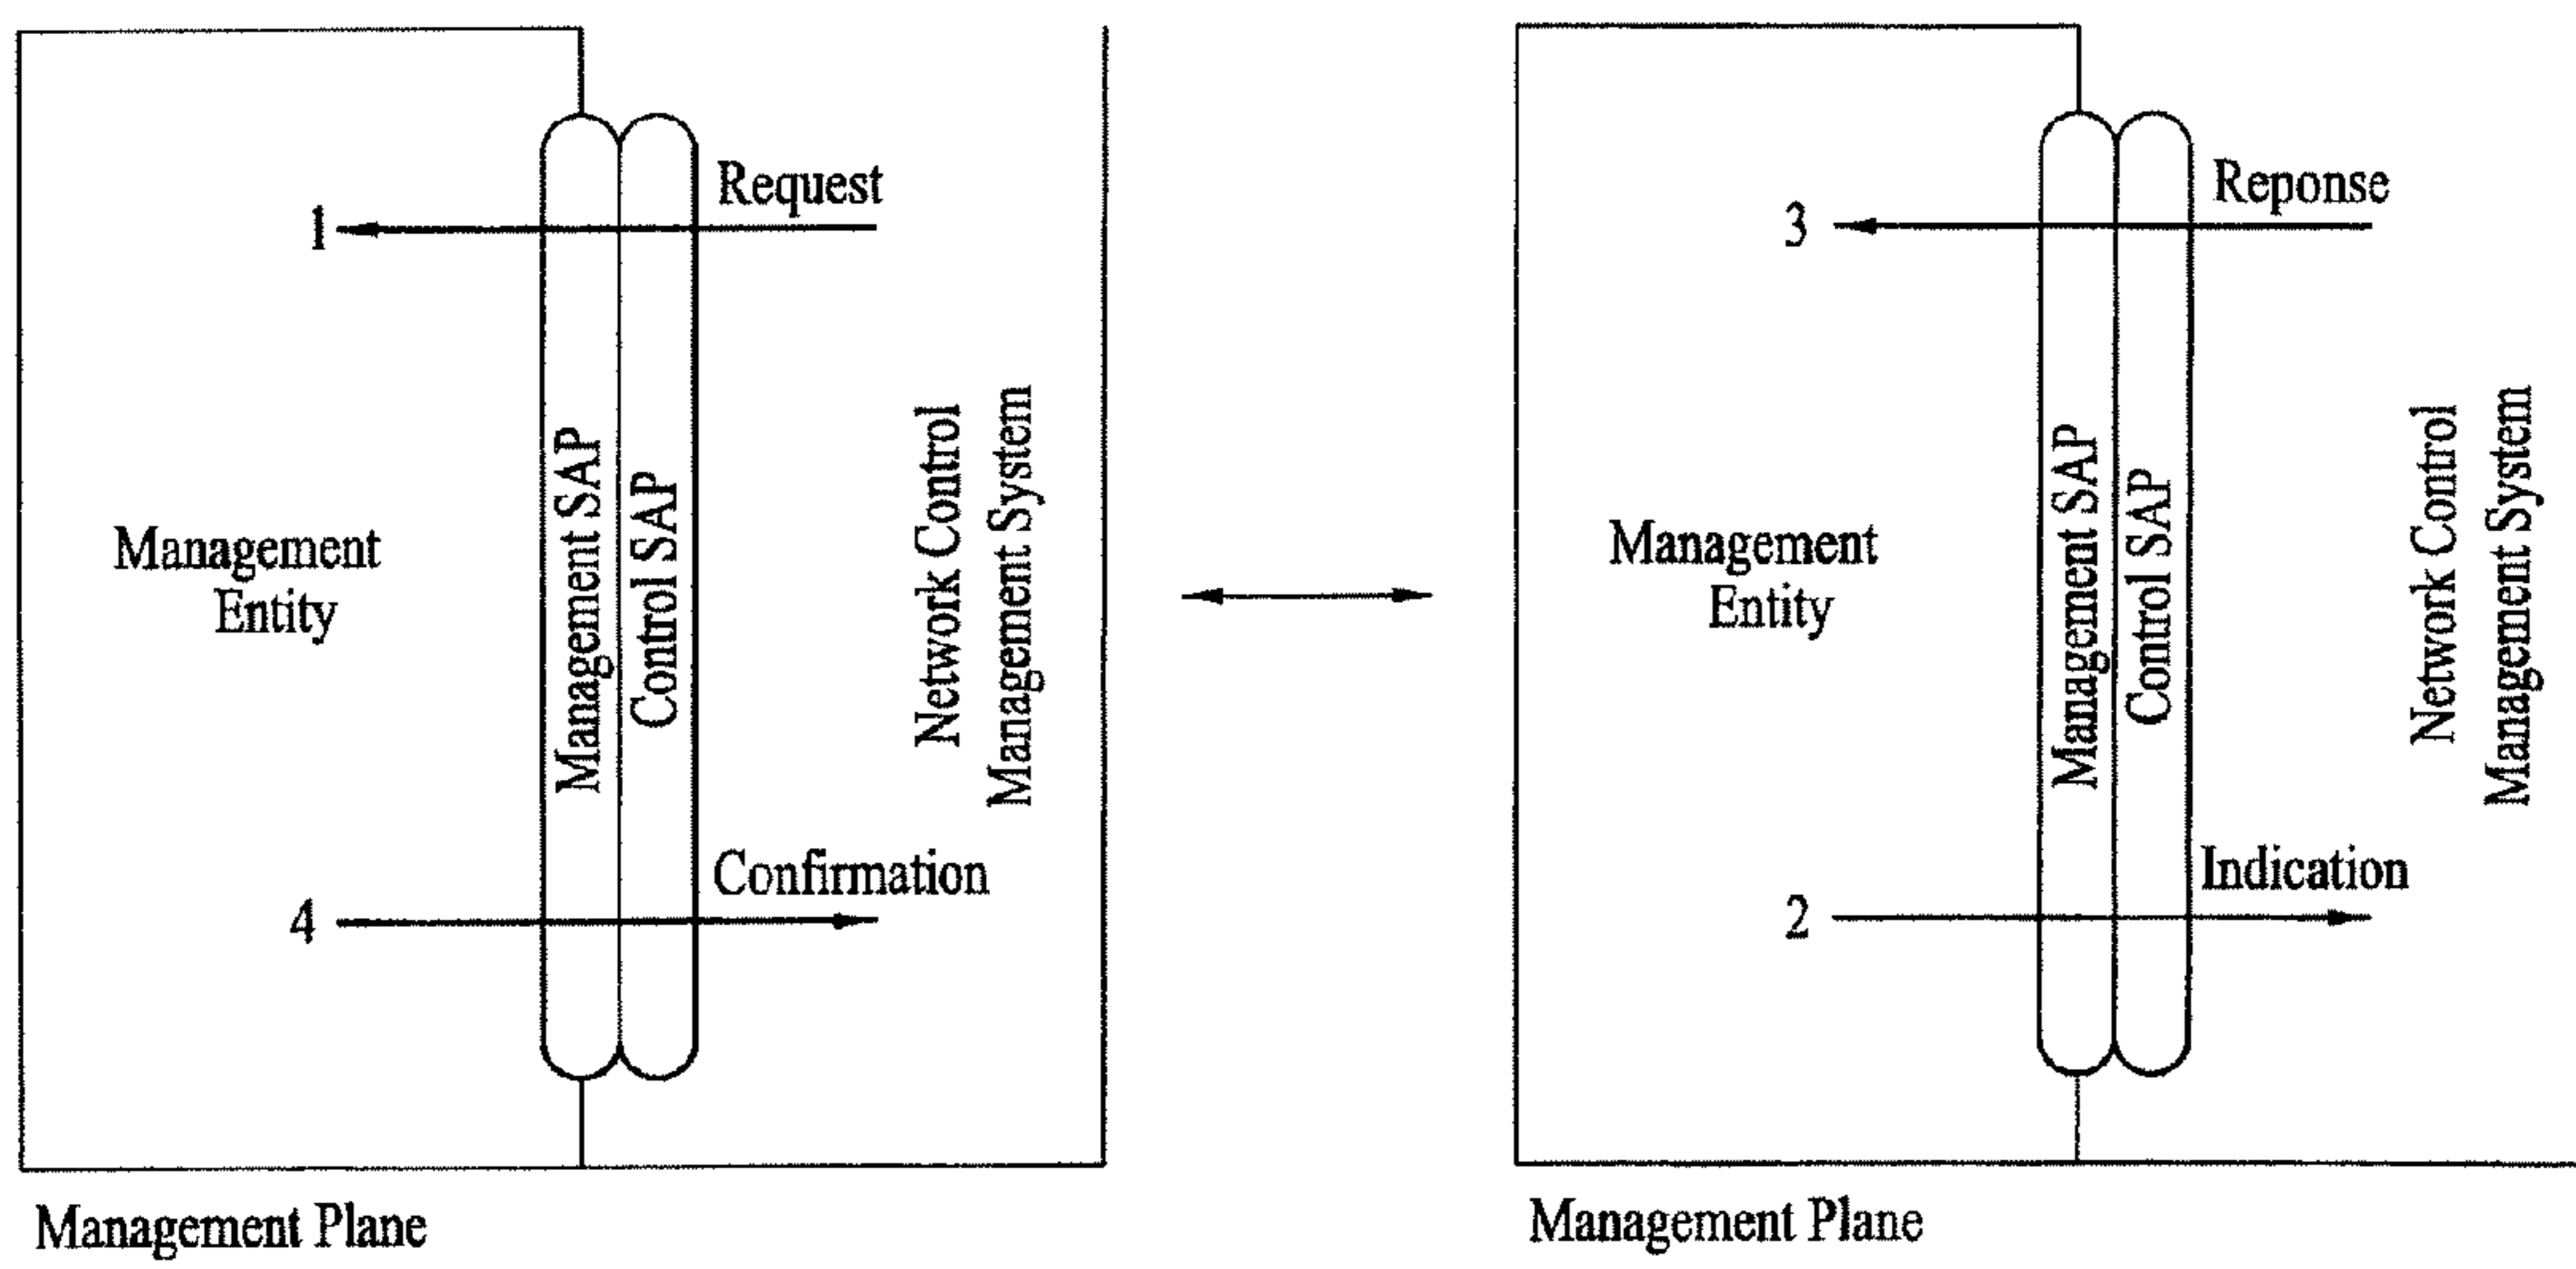 Request
1
Management
Entity
Management SAP
Control SAP
Network Control
Management System
Confirmation
4
Management Plane
Reponse
3
Management
Entity
Management SAP
Control SAP
Network Control
Management System
Indication
2
Management Plane